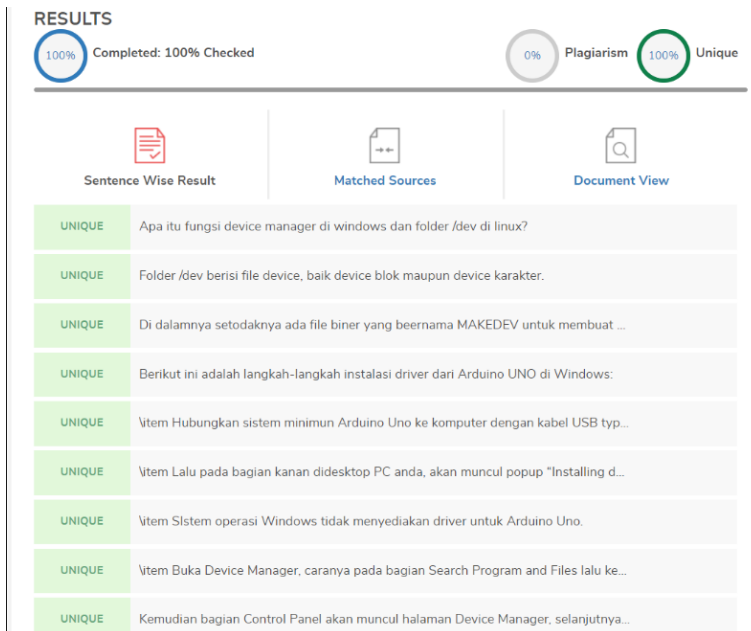 RESULTS
100% Completed: 100% Checked 0% Plagiarism 100% Unique
Sentence Wise Result Matched Sources Document View
UNIQUE Apa itu fungsi device manager di windows dan folder /dev di linux?
UNIQUE Folder /dev berisi file device, baik device blok maupun device karakter.
UNIQUE Di dalamnya setodaknya ada file biner yang beernama MAKEDEV untuk membuat ...
UNIQUE Berikut ini adalah langkah-langkah instalasi driver dari Arduino UNO di Windows:
UNIQUE \item Hubungkan sistem minimun Arduino Uno ke komputer dengan kabel USB typ...
UNIQUE \item Lalu pada bagian kanan didesktop PC anda, akan muncul popup "Installing d...
UNIQUE \item SIstem operasi Windows tidak menyediakan driver untuk Arduino Uno.
UNIQUE \item Buka Device Manager, caranya pada bagian Search Program and Files lalu ke...
UNIQUE Kemudian bagian Control Panel akan muncul halaman Device Manager, selanjutnya...